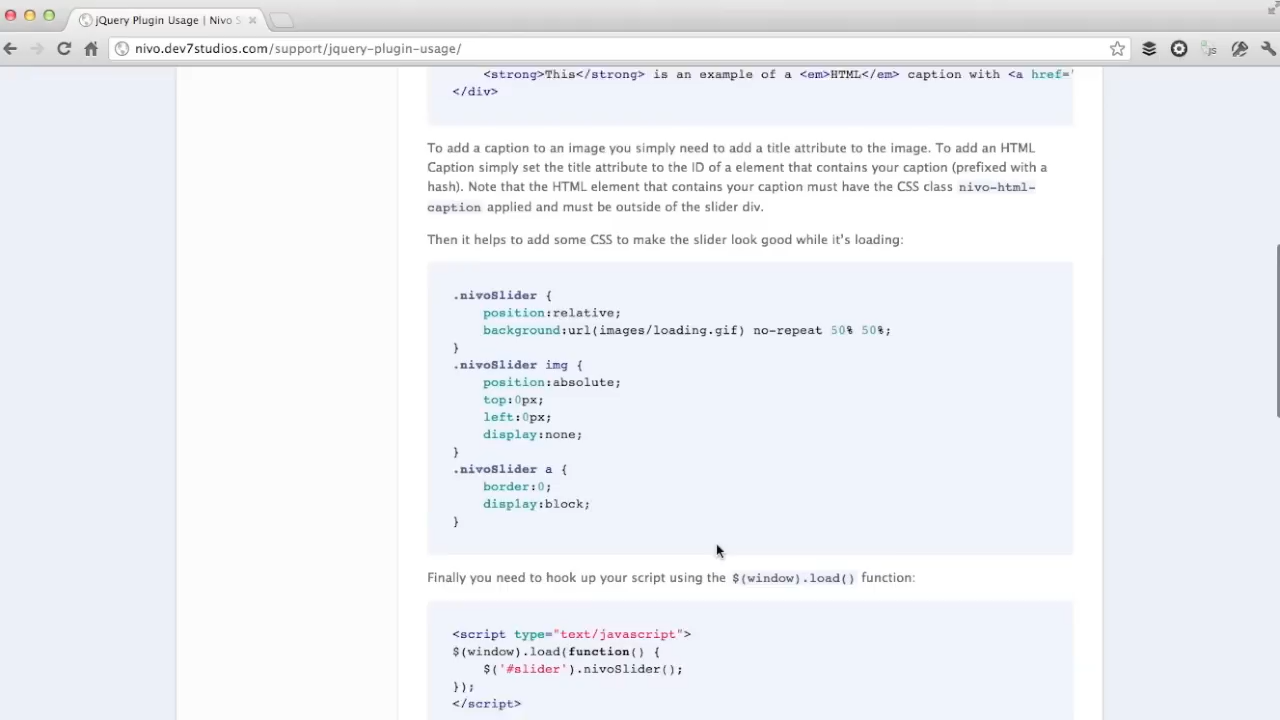 jQuery Plugin Usage | Nivo S
nivo.dev7studios.com/support/jquery-plugin-usage/
js
<strong>This</strong> is an example of a <em>HTML</em> caption with <a href='
</div>
To add a caption to an image you simply need to add a title attribute to the image. To add an HTML
Caption simply set the title attribute to the ID of a element that contains your caption (prefixed with a
hash). Note that the HTML element that contains your caption must have the CSS class nivo-html-
caption applied and must be outside of the slider div.
Then it helps to add some CSS to make the slider look good while it's loading:
.nivoSlider {
position:relative;
background:url(images/loading.gif) no-repeat 50% 50%;
}
.nivoSlider img {
position:absolute;
top:0px;
left:0px;
display:none;
}
.nivoSlider a {
border:0;
display:block;
}
Finally you need to hook up your script using the $(window).load() function:
<script type="text/javascript">
$(window).load(function() {
$('#slider').nivoSlider();
});
</script>